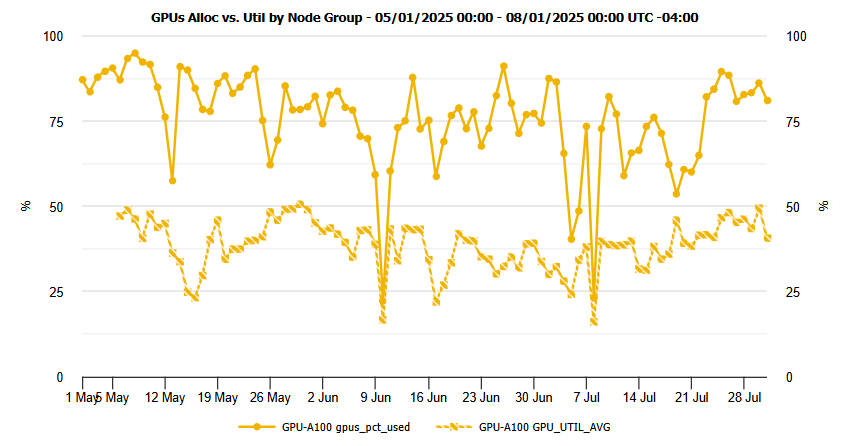 GPUs Alloc vs. Util by Node Group - 05/01/2025 00:00 - 08/01/2025 00:00 UTC -04:00
100 100
75 75
% %
50 50
25 25
0 0
1 May 5 May 12 May 19 May 26 May 2 Jun 9 Jun 16 Jun 23 Jun 30 Jun 7 Jul 14 Jul 21 Jul 28 Jul
GPU-A100 gpus_pct_used GPU-A100 GPU_UTIL_AVG